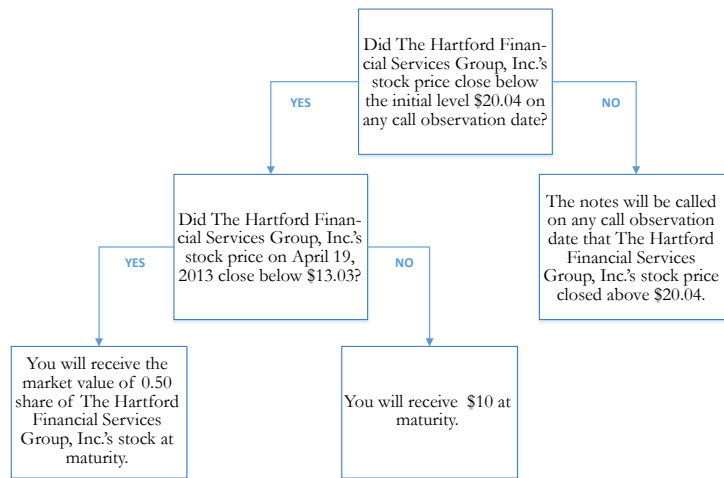 Did The Hartford Finan-
cial Services Group, Inc.'s
stock price close below
the initial level $20.04 on
any call observation date?
YES
NO
Did The Hartford Finan-
cial Services Group, Inc.'s
stock price on April 19,
2013 close below $13.03?
The notes will be called
on any call observation
date that The Hartford
Financial Services
Group, Inc.'s stock price
closed above $20.04.
YES
NO
You will receive the
market value of 0.50
share of The Hartford
Financial Services
Group, Inc.'s stock at
maturity.
You will receive $10 at
maturity.